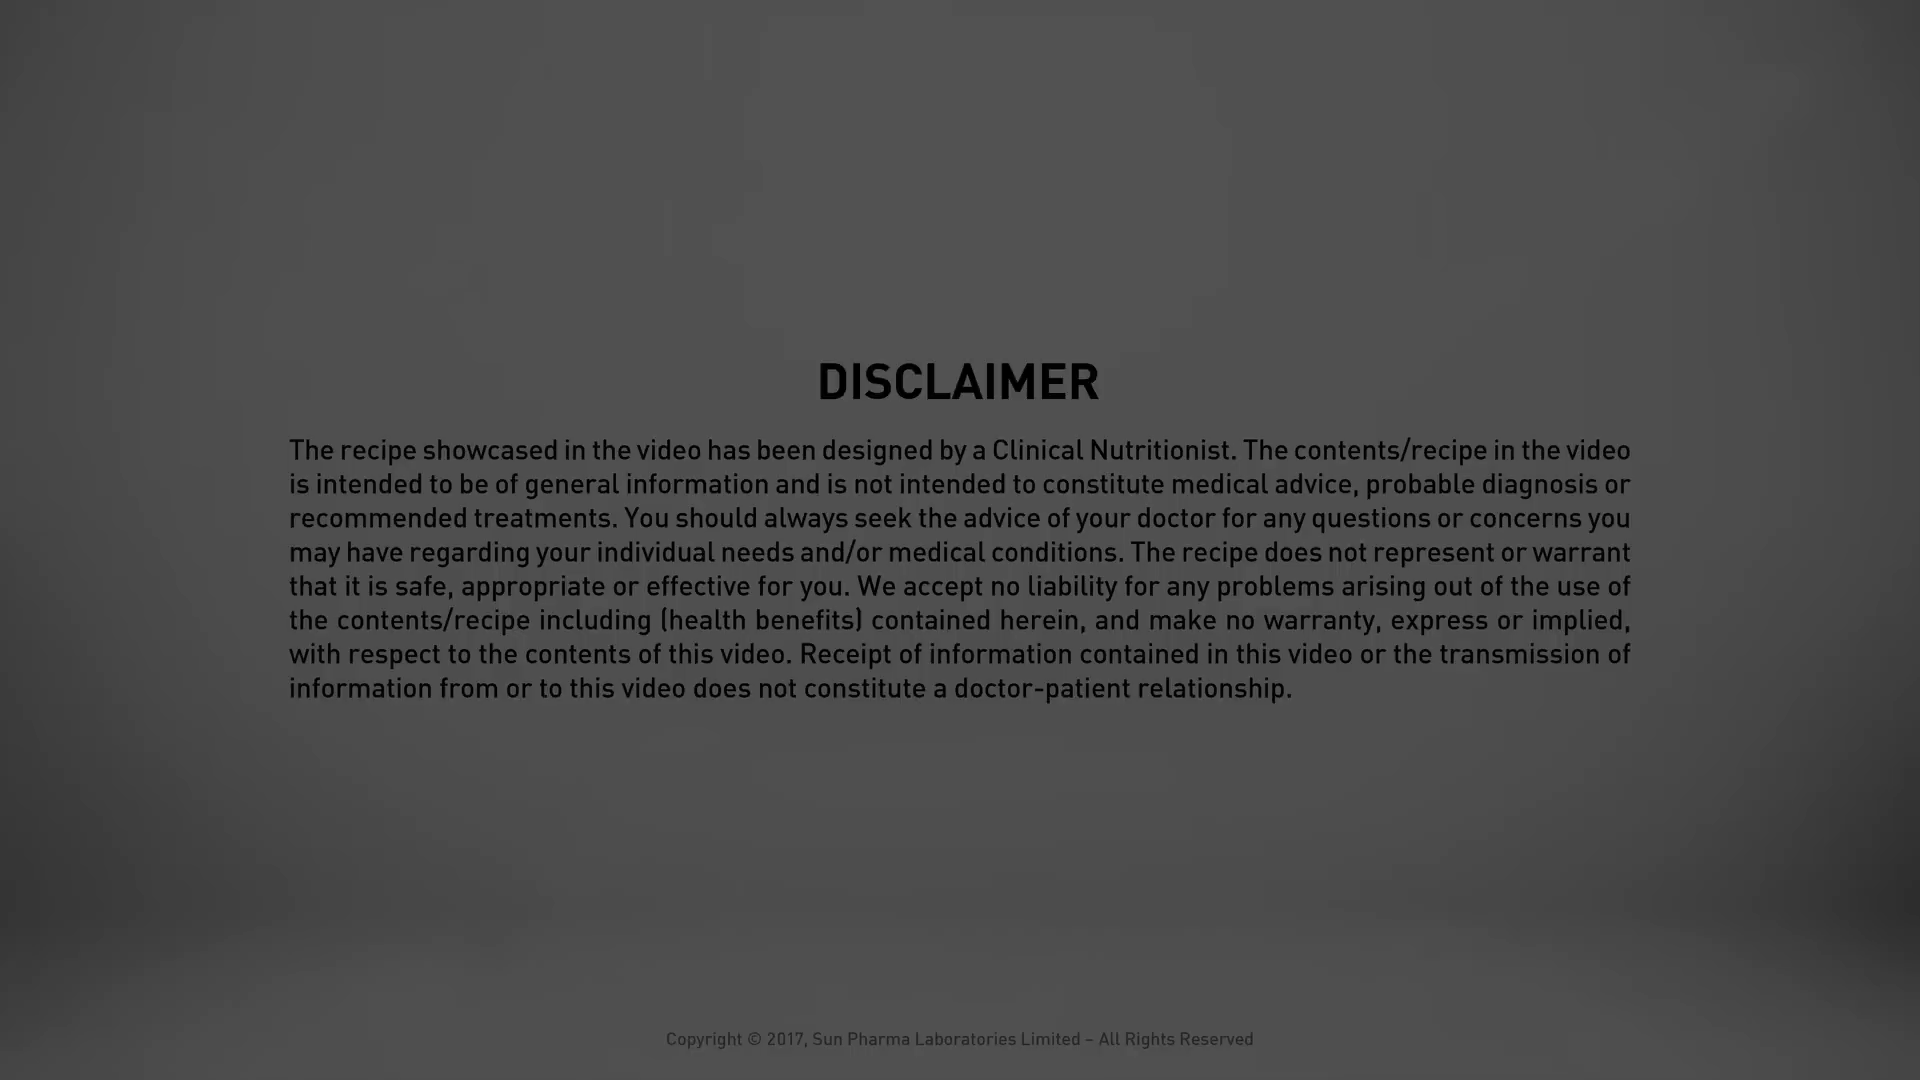 DISCLAIMER
The recipe showcased in the video has been designed by a Clinical Nutritionist. The contents/recipe in the video
is intended to be of general information and is not intended to constitute medical advice, probable diagnosis or
recommended treatments. You should always seek the advice of your doctor for any questions or concerns you
may have regarding your individual needs and/or medical conditions. The recipe does not represent or warrant
that it is safe, appropriate or effective for you. We accept no liability for any problems arising out of the use of
the contents/recipe including (health benefits) contained herein, and make no warranty, express or implied,
with respect to the contents of this video. Receipt of information contained in this video or the transmission of
information from or to this video does not constitute a doctor-patient relationship.
Copyright © 2017, Sun Pharma Laboratories Limited – All Rights Reserved